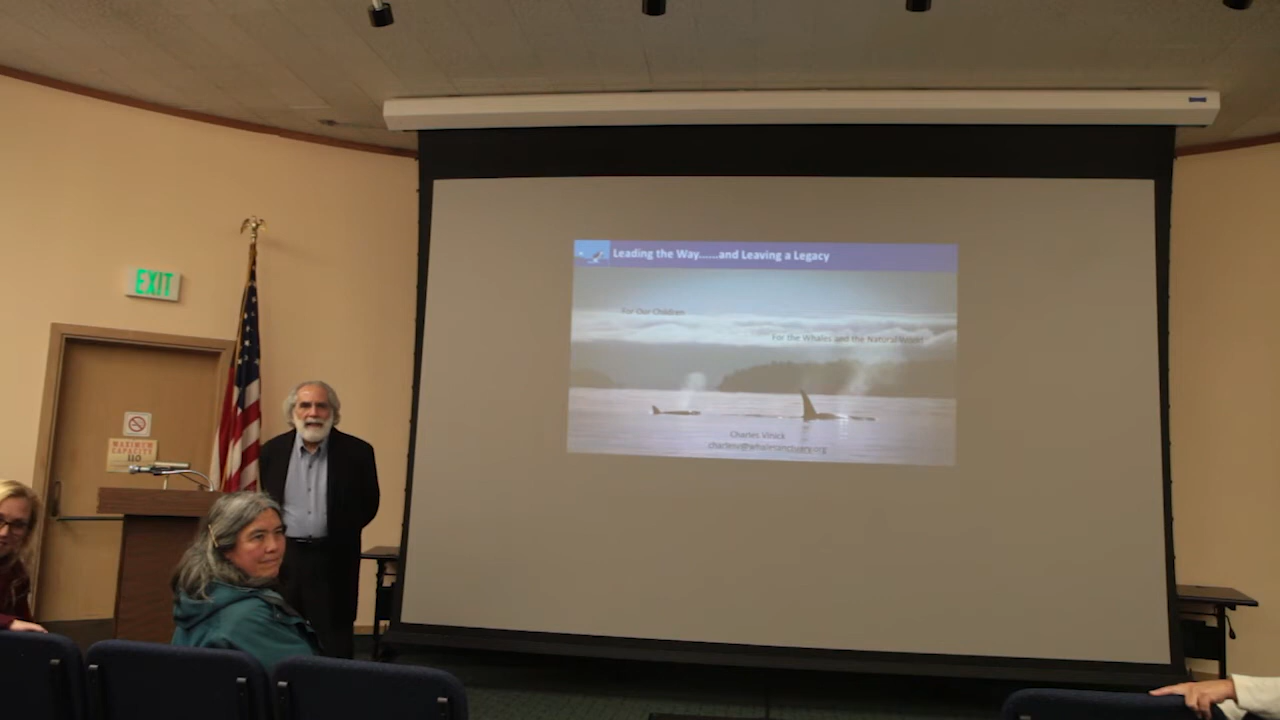 Leading the Way......and Leaving a Legacy
For Our Children
For the Whales and the Natural World
Charles Vinick
EXIT
MAXIMUM
CAPACITY
110